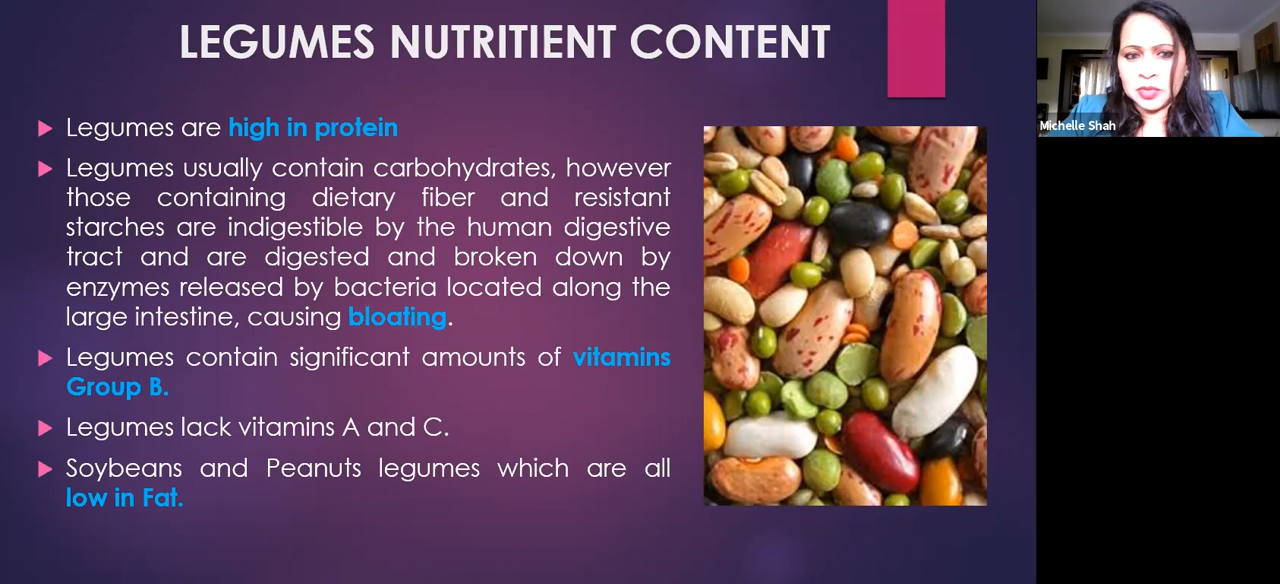 LEGUMES NUTRITIENT CONTENT
Legumes are high in protein
Legumes usually contain carbohydrates, however
those containing dietary fiber and resistant
starches are indigestible by the human digestive
tract and are digested and broken down by
enzymes released by bacteria located along the
large intestine, causing bloating.
Legumes contain significant amounts of vitamins
Group B.
Legumes lack vitamins A and C.
Soybeans and Peanuts legumes which are all
low in Fat.
Michelle Shah